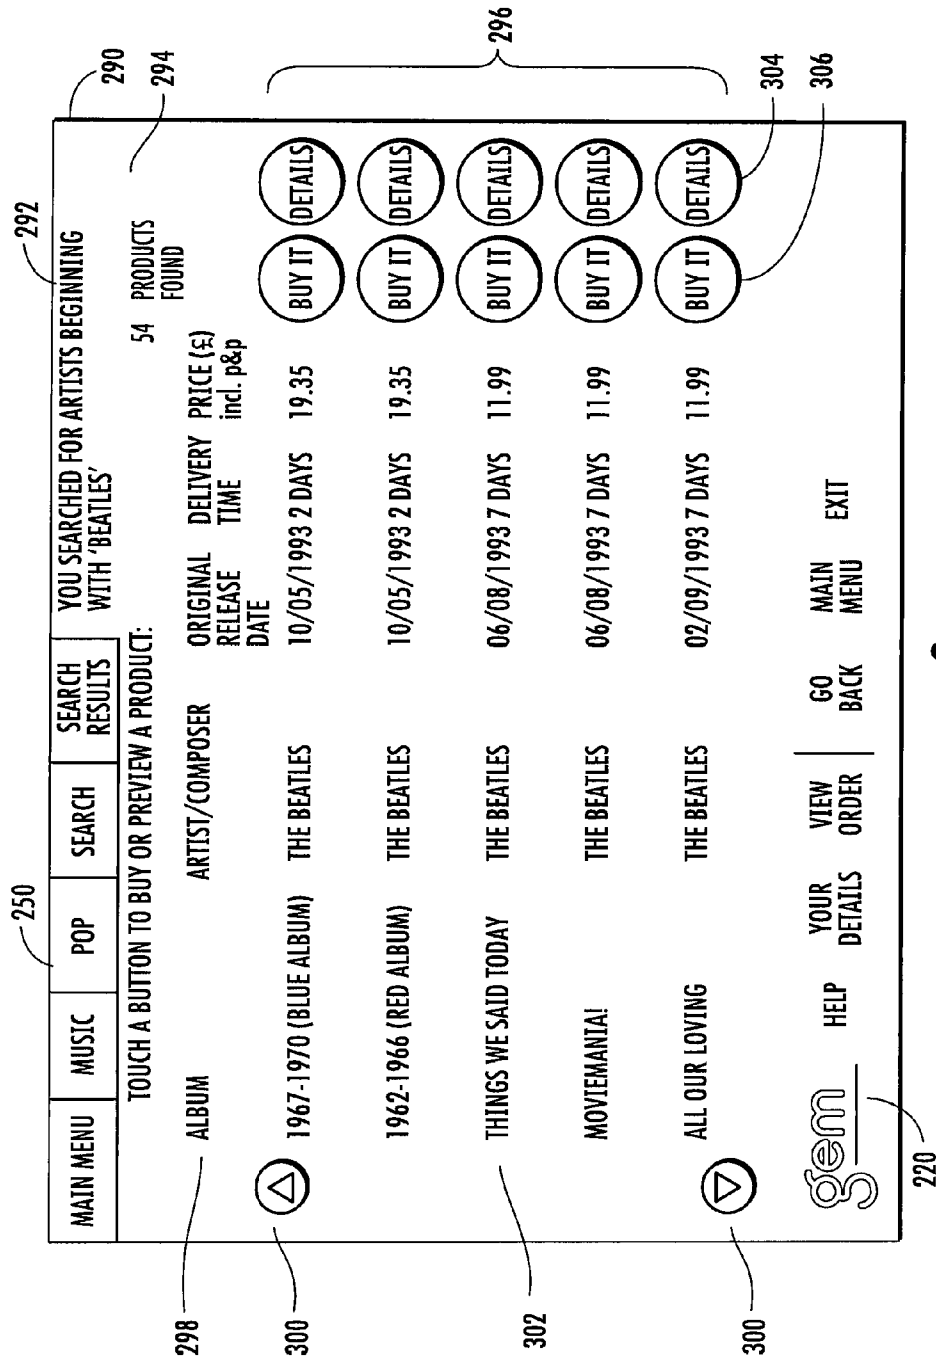 250
292
290
MAIN MENU
MUSIC
POP
SEARCH
SEARCH
RESULTS
YOU SEARCHED FOR ARTISTS BEGINNING
WITH 'BEATLES'
294
TOUCH A BUTTON TO BUY OR PREVIEW A PRODUCT:
54 PRODUCTS
FOUND
298
ALBUM
ARTIST/COMPOSER
ORIGINAL
RELEASE
DATE
DELIVERY
TIME
PRICE (£)
incl. p&p
300
1967-1970 (BLUE ALBUM) THE BEATLES 10/05/1993 2 DAYS 19.35 BUY IT DETAILS
1962-1966 (RED ALBUM) THE BEATLES 10/05/1993 2 DAYS 19.35 BUY IT DETAILS
296
302
THINGS WE SAID TODAY THE BEATLES 06/08/1993 7 DAYS 11.99 BUY IT DETAILS
MOVIEMANIA! THE BEATLES 06/08/1993 7 DAYS 11.99 BUY IT DETAILS
ALL OUR LOVING THE BEATLES 02/09/1993 7 DAYS 11.99 BUY IT DETAILS
300
304
306
gem
HELP
YOUR
DETAILS
VIEW
ORDER
GO
BACK
MAIN
MENU
EXIT
220